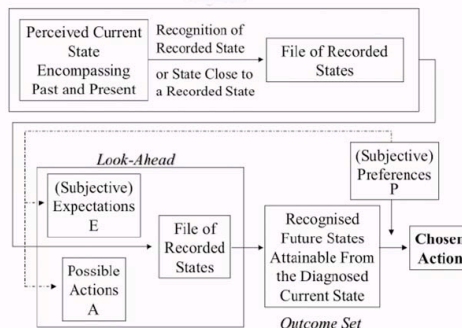 Perceived Current
State
Encompassing
Past and Present
Recognition of
Recorded State
or State Close to
a Recorded State
File of Recorded
States
Look-Ahead
(Subjective)
Expectations
E
Possible
Actions
A
File of
Recorded
States
(Subjective)
Preferences
P
Recognised
Future States
Attainable From
the Diagnosed
Current State
Outcome Set
Chosen
Action